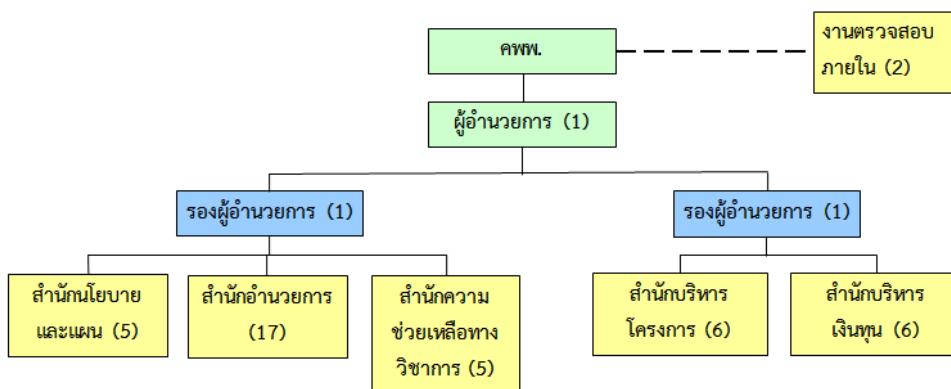 คพพ.
งานตรวจสอบ
ภายใน (2)
ผู้อำนวยการ (1)
รองผู้อำนวยการ (1)
รองผู้อำนวยการ (1)
สำนักนโยบาย
และแผน (5)
สำนักอำนวยการ
(17)
สำนักความ
ช่วยเหลือทาง
วิชาการ (5)
สำนักบริหาร
โครงการ (6)
สำนักบริหาร
เงินทุน (6)